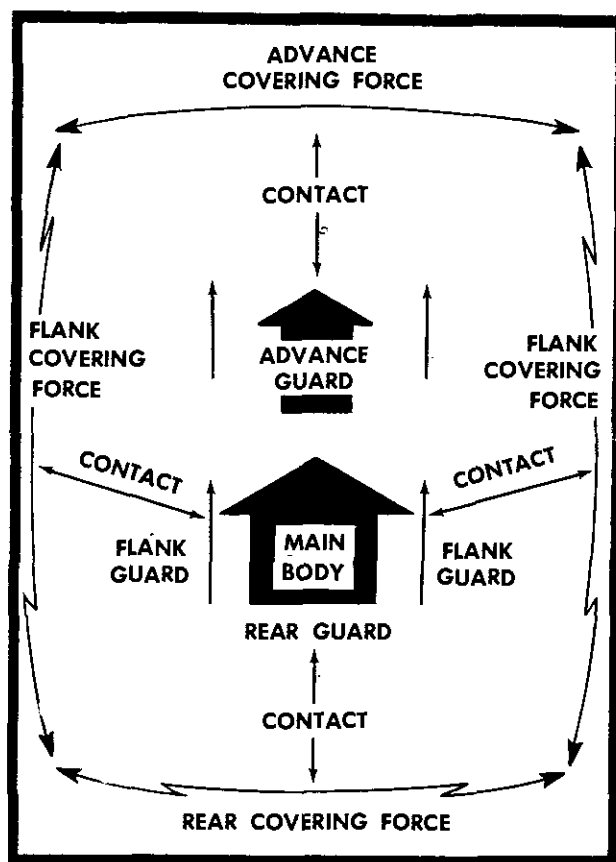 ADVANCE
COVERING FORCE
CONTACT
FLANK
COVERING
FORCE
ADVANCE
GUARD
FLANK
COVERING
FORCE
CONTACT
CONTACT
FLANK
GUARD
MAIN
BODY
FLANK
GUARD
REAR GUARD
CONTACT
REAR COVERING FORCE